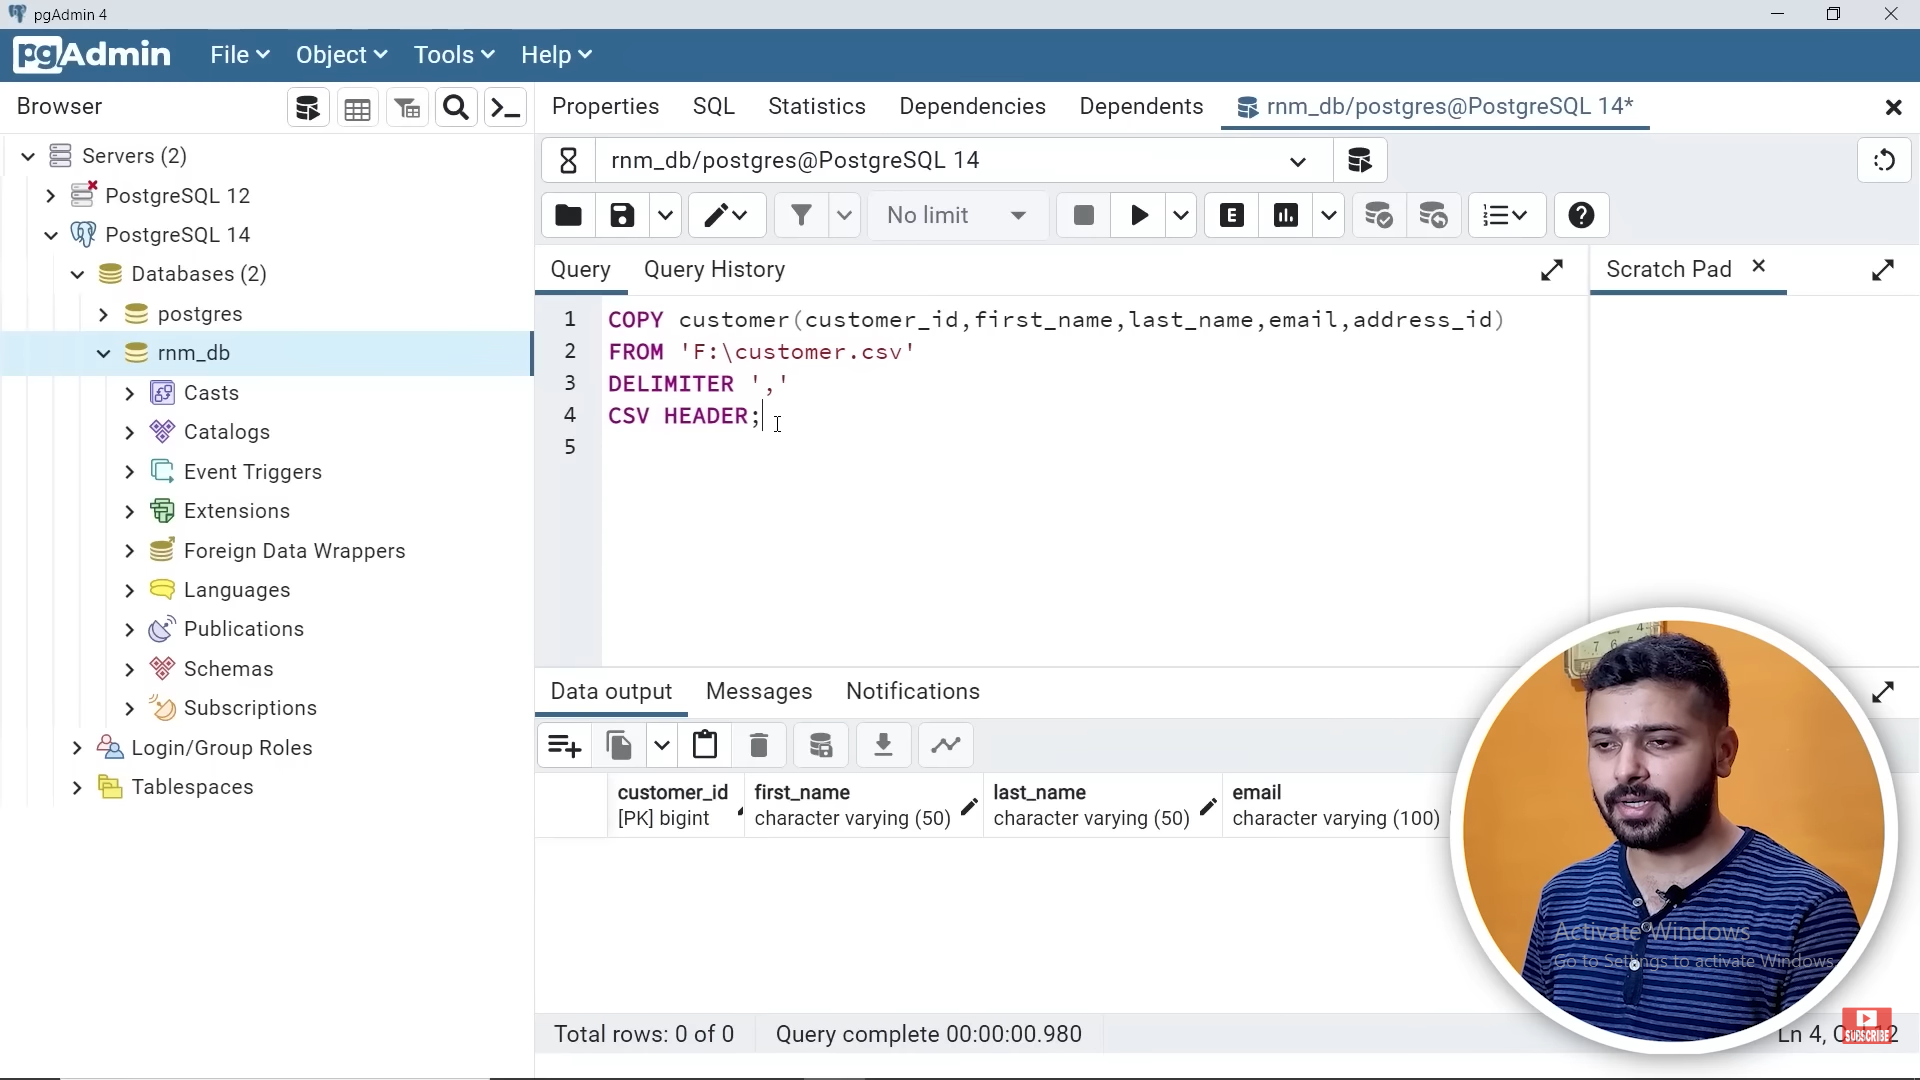 pgAdmin 4
pgAdmin File Object Tools Help
Browser
Properties SQL Statistics Dependencies Dependents rnm_db/postgres@PostgreSQL 14*
rnm_db/postgres@PostgreSQL 14
No limit
Servers (2)
PostgreSQL 12
PostgreSQL 14
Databases (2)
postgres
rnm_db
Casts
Catalogs
Event Triggers
Extensions
Foreign Data Wrappers
Languages
Publications
Schemas
Subscriptions
Login/Group Roles
Tablespaces
Query Query History
Scratch Pad
1 COPY customer(customer_id,first_name,last_name,email,address_id)
2 FROM 'F:\customer.csv'
3 DELIMITER ','
4 CSV HEADER;
5
Data output Messages Notifications
customer_id first_name last_name email
[PK] bigint character varying (50) character varying (50) character varying (100)
Activate Windows
Go to Settings to activate Windows.
Total rows: 0 of 0 Query complete 00:00:00.980
Ln 4,
SUBSCRIBE